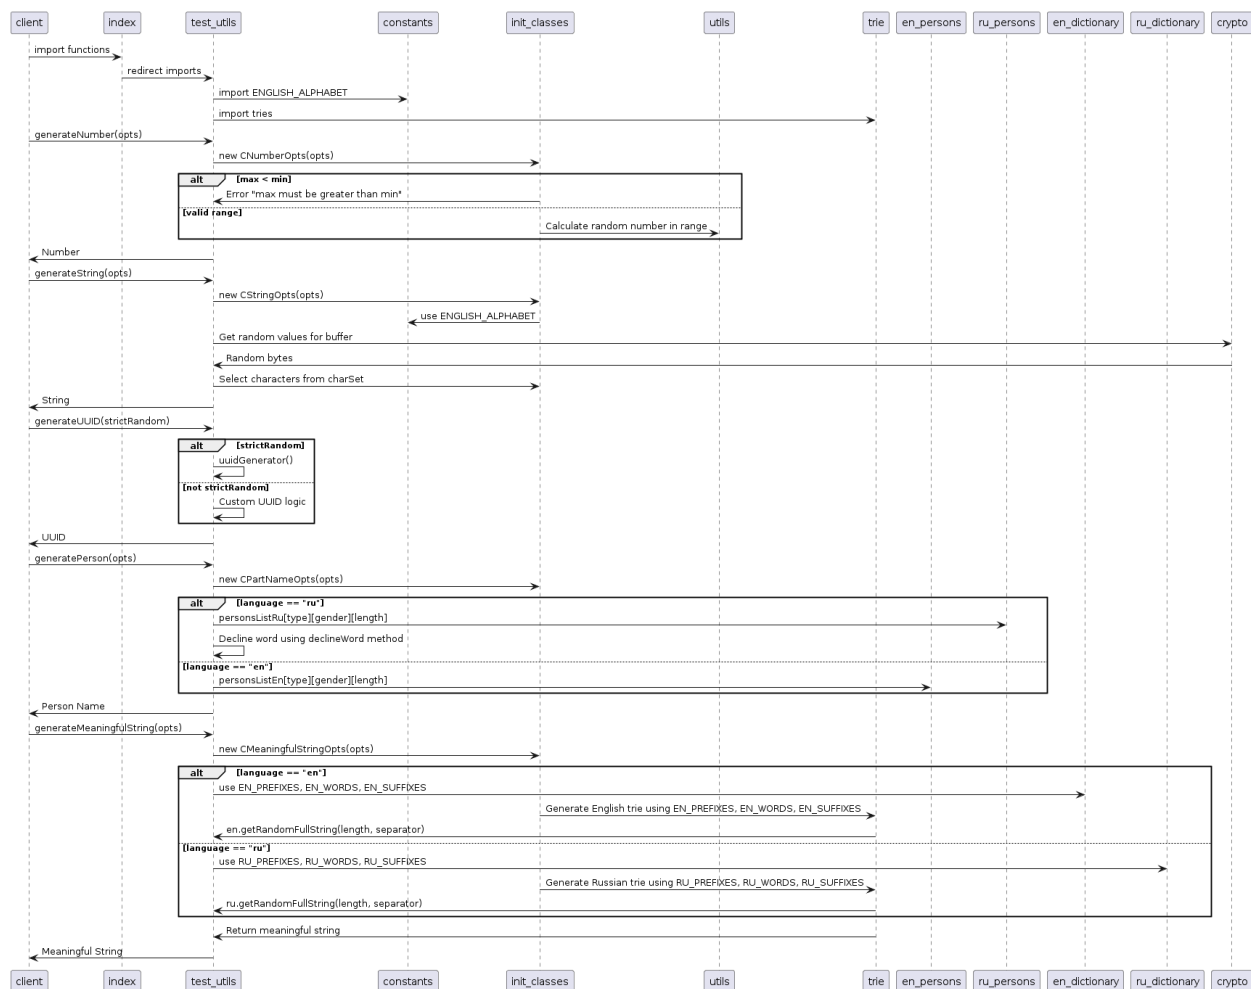 client index test_utils constants init_classes utils trie en_persons ru_persons en_dictionary ru_dictionary crypto
import functions
redirect imports
import ENGLISH_ALPHABET
import tries
generateNumber(opts)
new CNumberOpts(opts)
alt [max < min]
Error "max must be greater than min"
[valid range]
Calculate random number in range
Number
generateString(opts)
new CStringOpts(opts)
use ENGLISH_ALPHABET
Get random values for buffer
Random bytes
Select characters from charSet
String
generateUUID(strictRandom)
alt [strictRandom]
uuidGenerator()
[not strictRandom]
Custom UUID logic
UUID
generatePerson(opts)
new CPartNameOpts(opts)
alt [language == "ru"]
personsListRu[type][gender][length]
Decline word using declineWord method
[language == "en"]
personsListEn[type][gender][length]
Person Name
generateMeaningfulString(opts)
new CMeaningfulStringOpts(opts)
alt [language == "en"]
use EN_PREFIXES, EN_WORDS, EN_SUFFIXES
Generate English trie using EN_PREFIXES, EN_WORDS, EN_SUFFIXES
en.getRandomFullString(length, separator)
[language == "ru"]
use RU_PREFIXES, RU_WORDS, RU_SUFFIXES
Generate Russian trie using RU_PREFIXES, RU_WORDS, RU_SUFFIXES
ru.getRandomFullString(length, separator)
Return meaningful string
Meaningful String
client index test_utils constants init_classes utils trie en_persons ru_persons en_dictionary ru_dictionary crypto